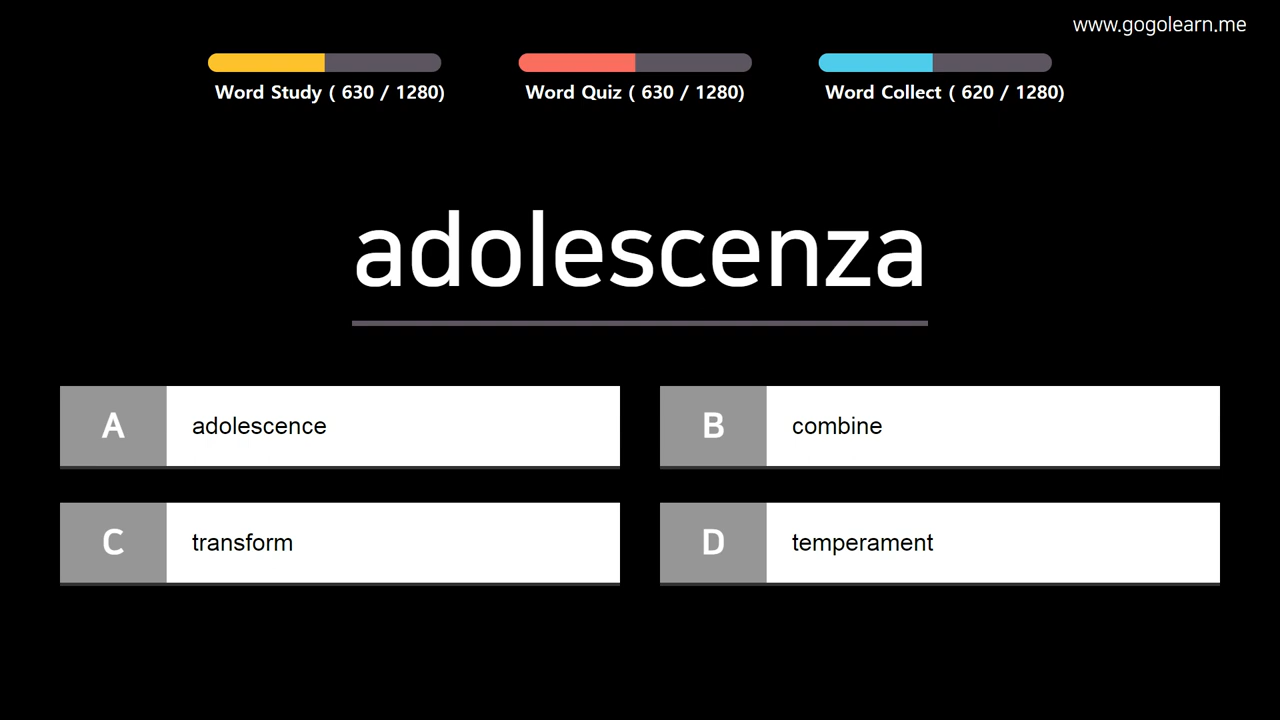 www.gogolearn.me
Word Study ( 630 / 1280)
Word Quiz ( 630 / 1280)
Word Collect ( 620 / 1280)
adolescenza
A adolescence
B combine
C transform
D temperament